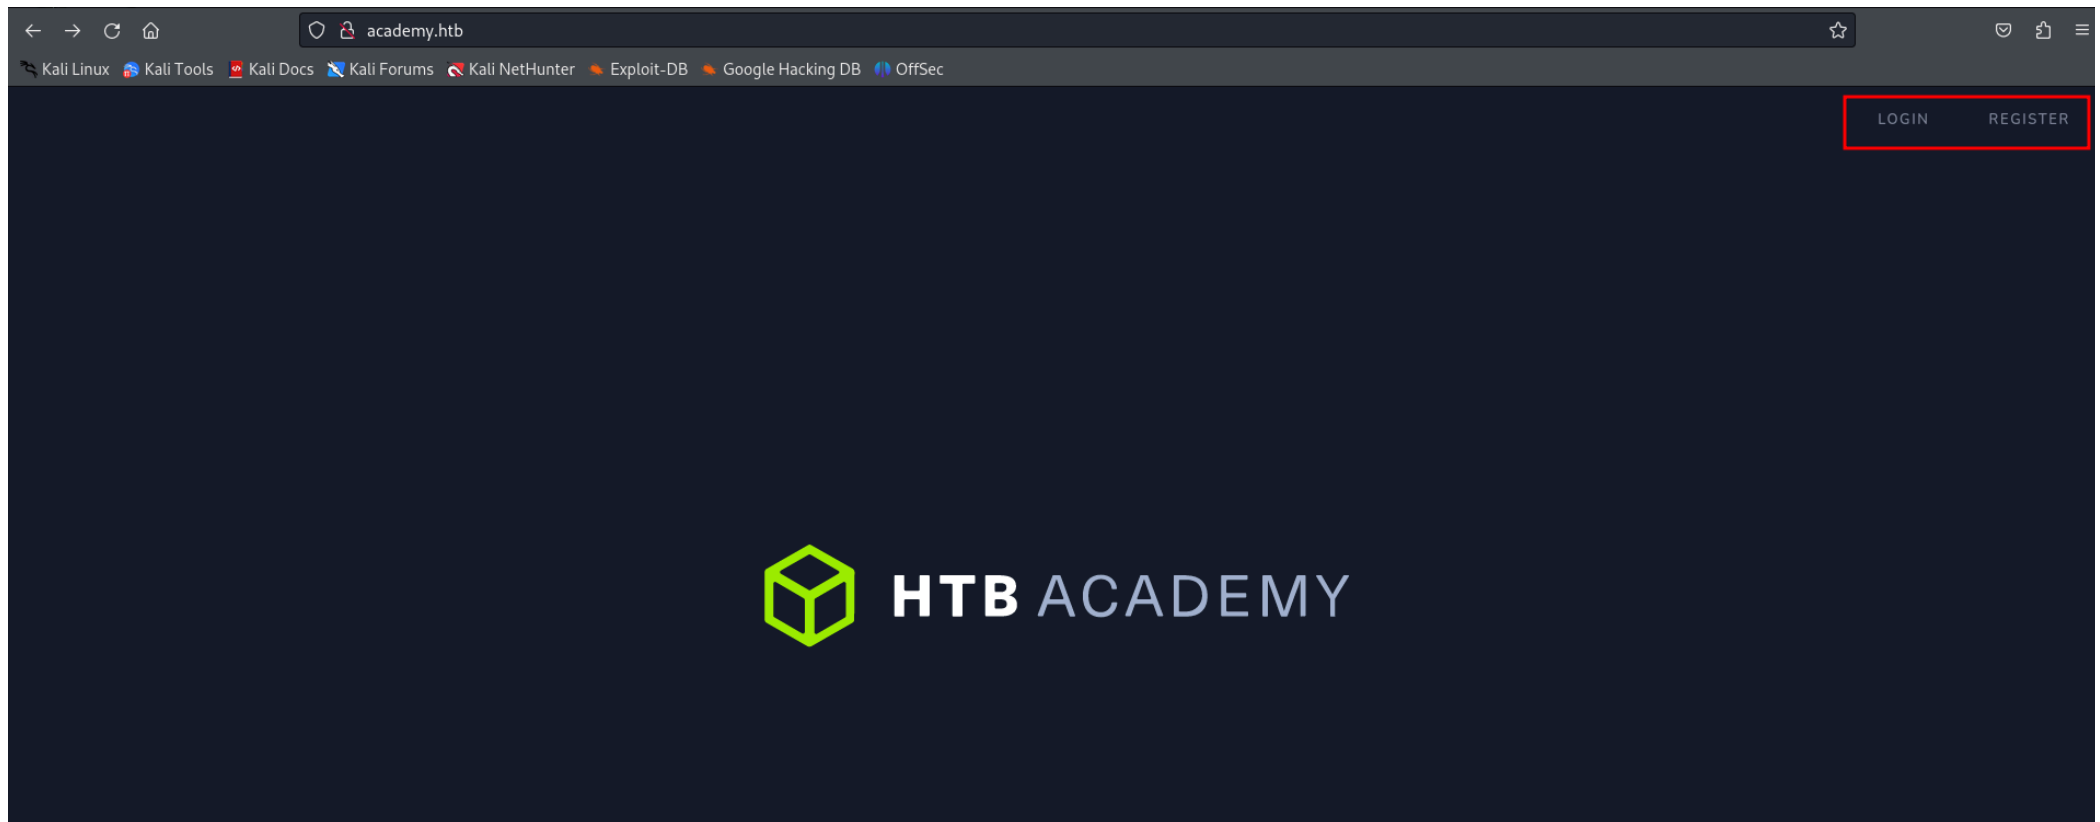 academy.htb
Kali Linux Kali Tools Kali Docs Kali Forums Kali NetHunter Exploit-DB Google Hacking DB OffSec
LOGIN REGISTER
HTB ACADEMY